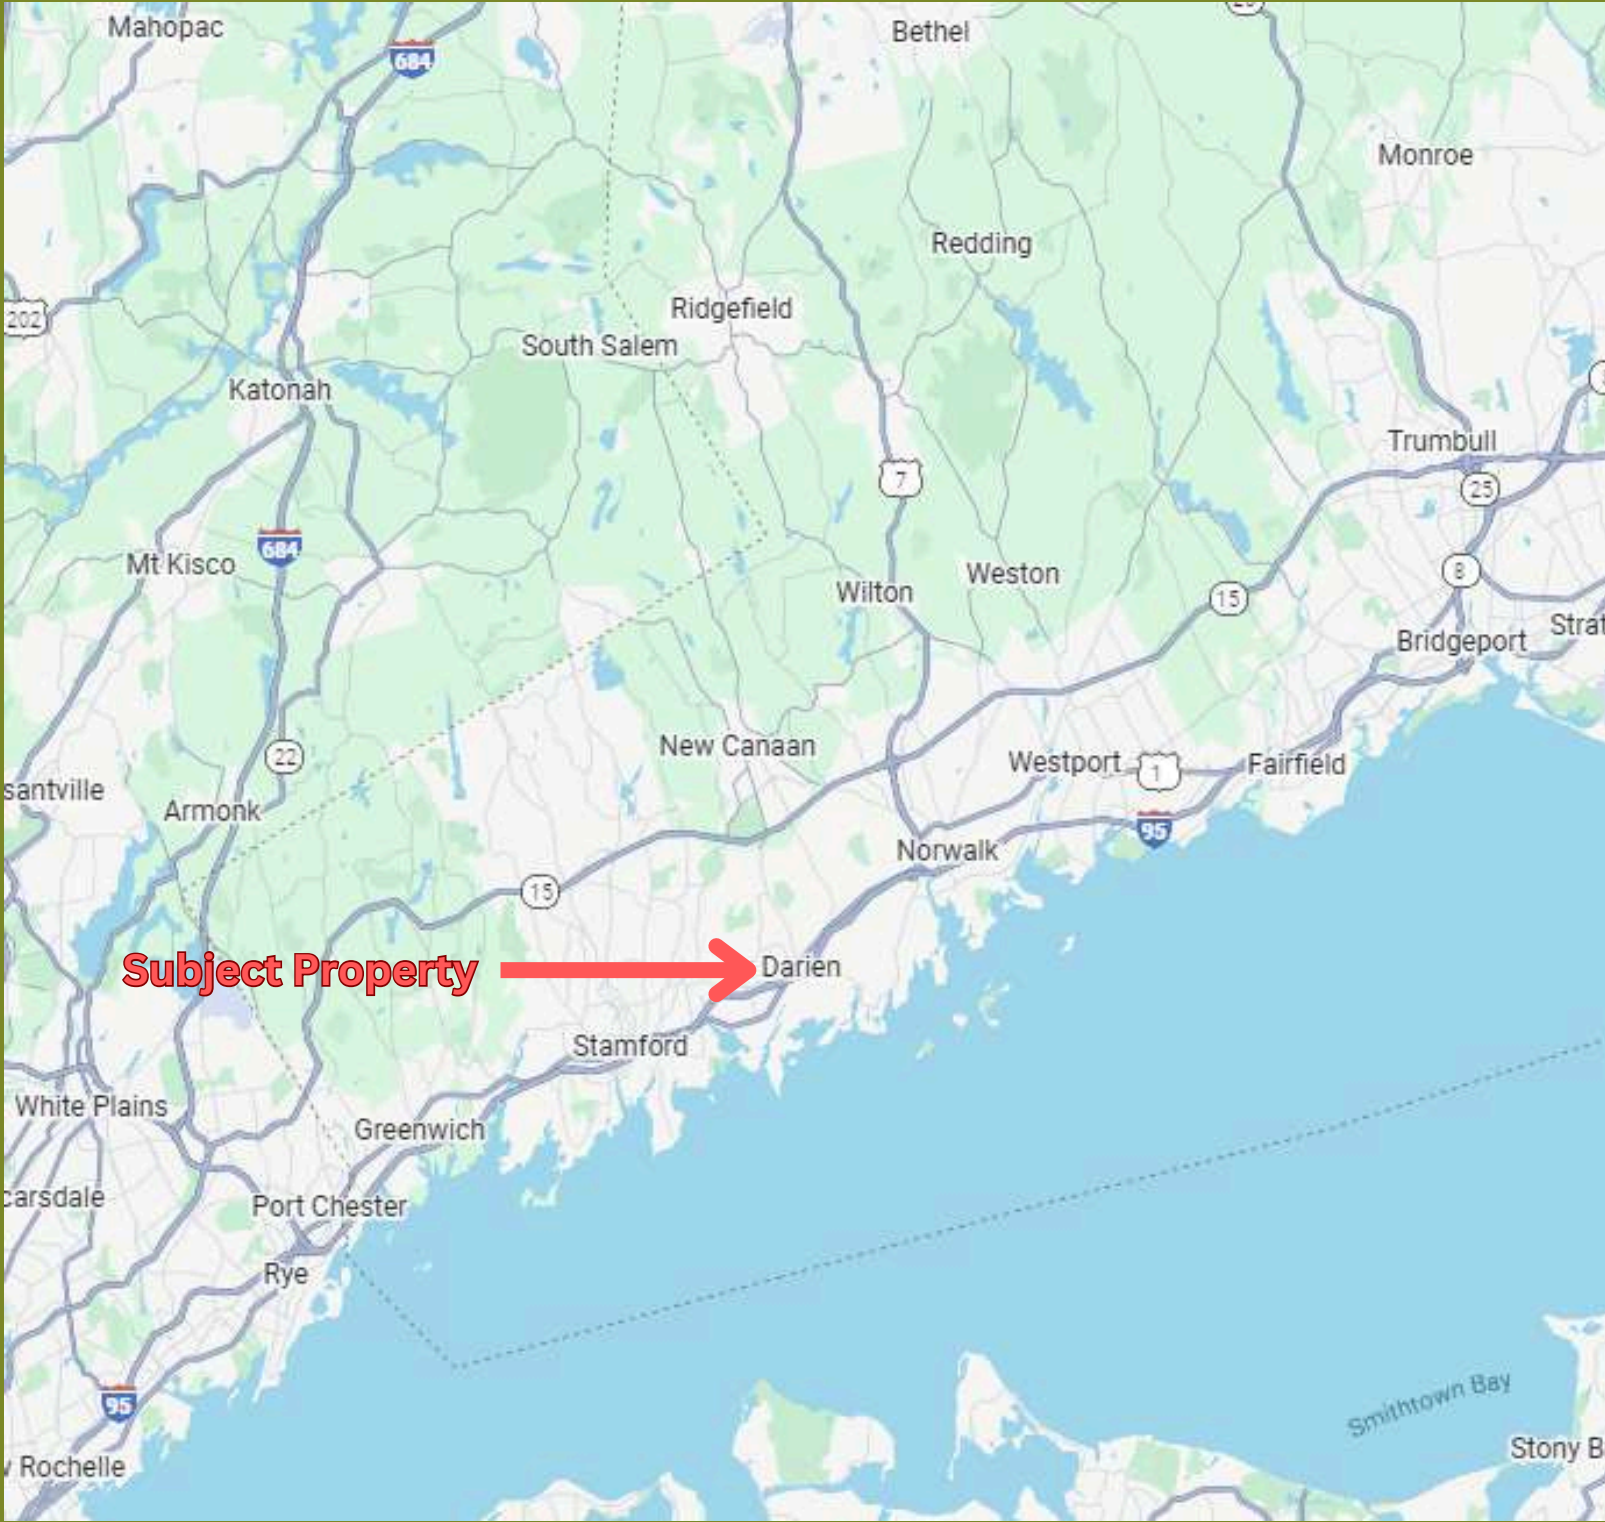 Mahopac
Bethel
684
Monroe
Redding
Ridgefield
202
South Salem
Katonah
Trumbull
7
25
684
Mt Kisco
Weston
8
Wilton
15
Strat
Bridgeport
New Canaan
22
Westport
1
Fairfield
santville
Armonk
95
Norwalk
15
Subject Property
Darien
Stamford
White Plains
Greenwich
carsdale
Port Chester
Rye
Smithtown Bay
95
Stony B
Rochelle